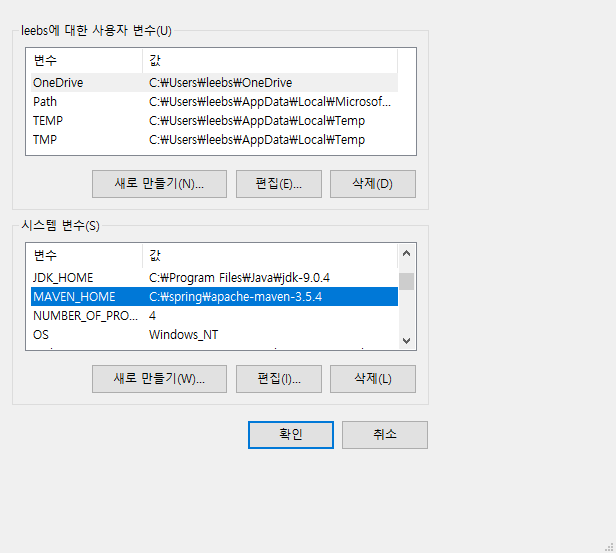 leebs에 대한 사용자 변수(U)
변수 값
OneDrive C:₩Users₩leebs₩OneDrive
Path C:₩Users₩leebs₩AppData₩Local₩Microsof...
TEMP C:₩Users₩leebs₩AppData₩Local₩Temp
TMP C:₩Users₩leebs₩AppData₩Local₩Temp
새로 만들기(N)... 편집(E)... 삭제(D)
시스템 변수(S)
변수 값
JDK_HOME C:₩Program Files₩Java₩jdk-9.0.4
MAVEN_HOME C:₩spring₩apache-maven-3.5.4
NUMBER_OF_PRO... 4
OS Windows_NT
새로 만들기(W)... 편집(I)... 삭제(L)
확인 취소